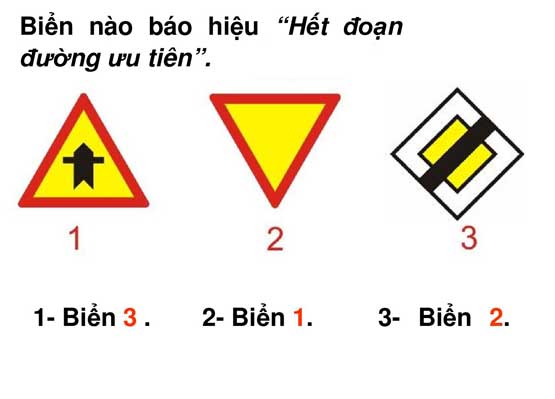 Biển nào báo hiệu “Hết đoạn
đường ưu tiên”.
1 2 3
1- Biển 3 . 2- Biển 1. 3- Biển 2.